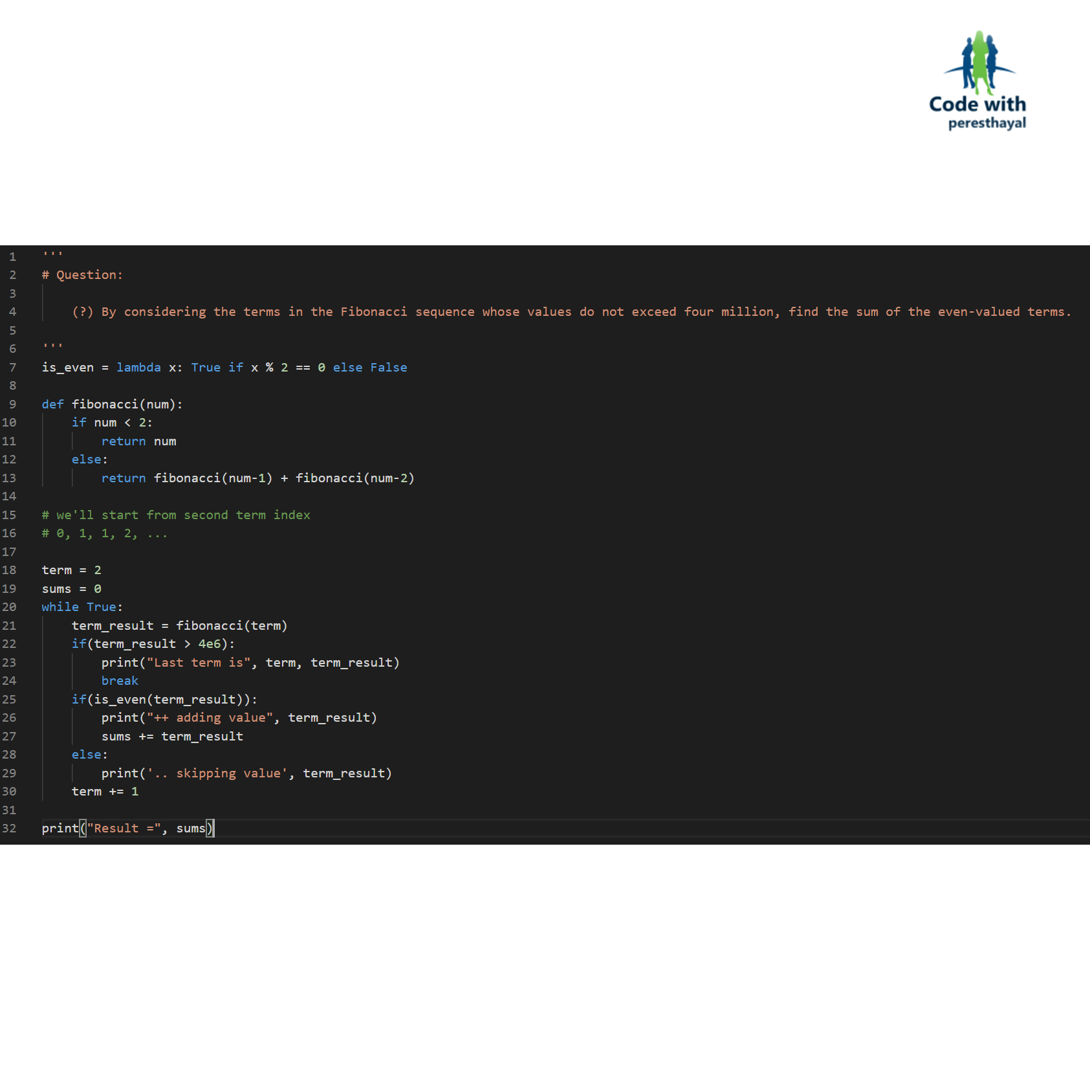 Code with
peresthayal
1 '''
2 # Question:
3
4     (?) By considering the terms in the Fibonacci sequence whose values do not exceed four million, find the sum of the even-valued terms.
5
6 '''
7 is_even = lambda x: True if x % 2 == 0 else False
8
9 def fibonacci(num):
10     if num < 2:
11         return num
12     else:
13         return fibonacci(num-1) + fibonacci(num-2)
14
15 # we'll start from second term index
16 # 0, 1, 1, 2, ...
17
18 term = 2
19 sums = 0
20 while True:
21     term_result = fibonacci(term)
22     if(term_result > 4e6):
23         print("Last term is", term, term_result)
24         break
25     if(is_even(term_result)):
26         print("++ adding value", term_result)
27         sums += term_result
28     else:
29         print('.. skipping value', term_result)
30     term += 1
31
32 print("Result =", sums)